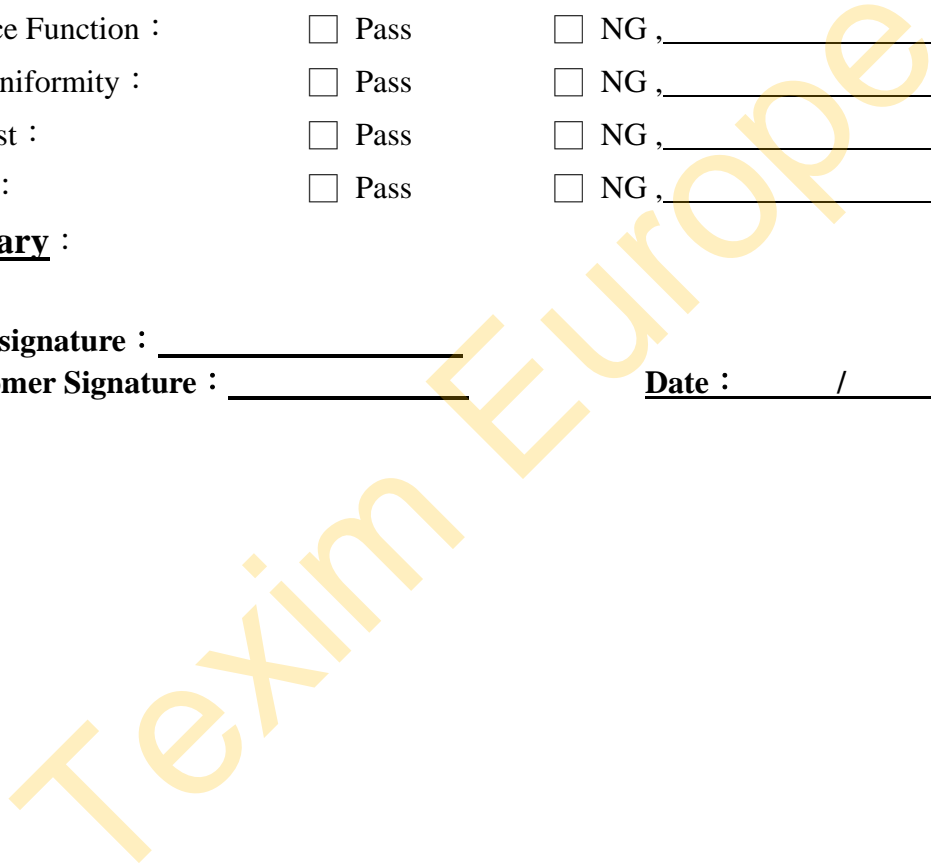 ce Function： □ Pass □ NG ,
niformity： □ Pass □ NG ,
st： □ Pass □ NG ,
： □ Pass □ NG ,
ary：
signature：
mer Signature： Date： /
Texim Europe